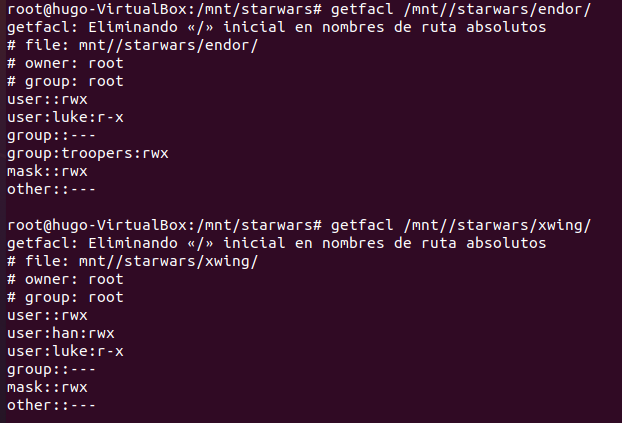 root@hugo-VirtualBox:/mnt/starwars# getfacl /mnt//starwars/endor/
getfacl: Eliminando «/» inicial en nombres de ruta absolutos
# file: mnt//starwars/endor/
# owner: root
# group: root
user::rwx
user:luke:r-x
group::---
group:troopers:rwx
mask::rwx
other::---

root@hugo-VirtualBox:/mnt/starwars# getfacl /mnt//starwars/xwing/
getfacl: Eliminando «/» inicial en nombres de ruta absolutos
# file: mnt//starwars/xwing/
# owner: root
# group: root
user::rwx
user:han:rwx
user:luke:r-x
group::---
mask::rwx
other::---